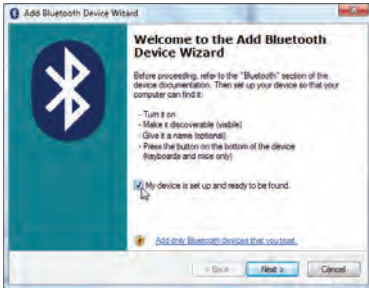 Add Bluetooth Device Wizard
Welcome to the Add Bluetooth
Device Wizard
Before proceeding, refer to the "Bluetooth" section of the
device documentation. Then set up your device so that your
computer can find it:
- Turn it on
- Make it discoverable (visible)
- Give it a name (optional)
- Press the button on the bottom of the device
(keyboards and mice only)
My device is set up and ready to be found.
Add only Bluetooth devices that you trust.
< Back
Next >
Cancel